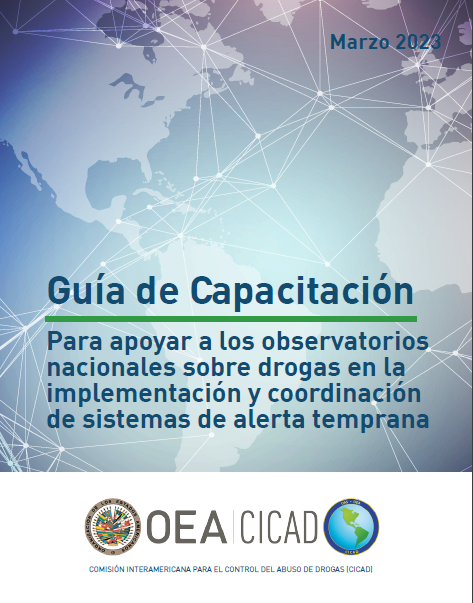 Marzo 2023
Guía de Capacitación
Para apoyar a los observatorios
nacionales sobre drogas en la
implementación y coordinación
de sistemas de alerta temprana
OEA CICAD
COMISIÓN INTERAMERICANA PARA EL CONTROL DEL ABUSO DE DROGAS (CICAD)